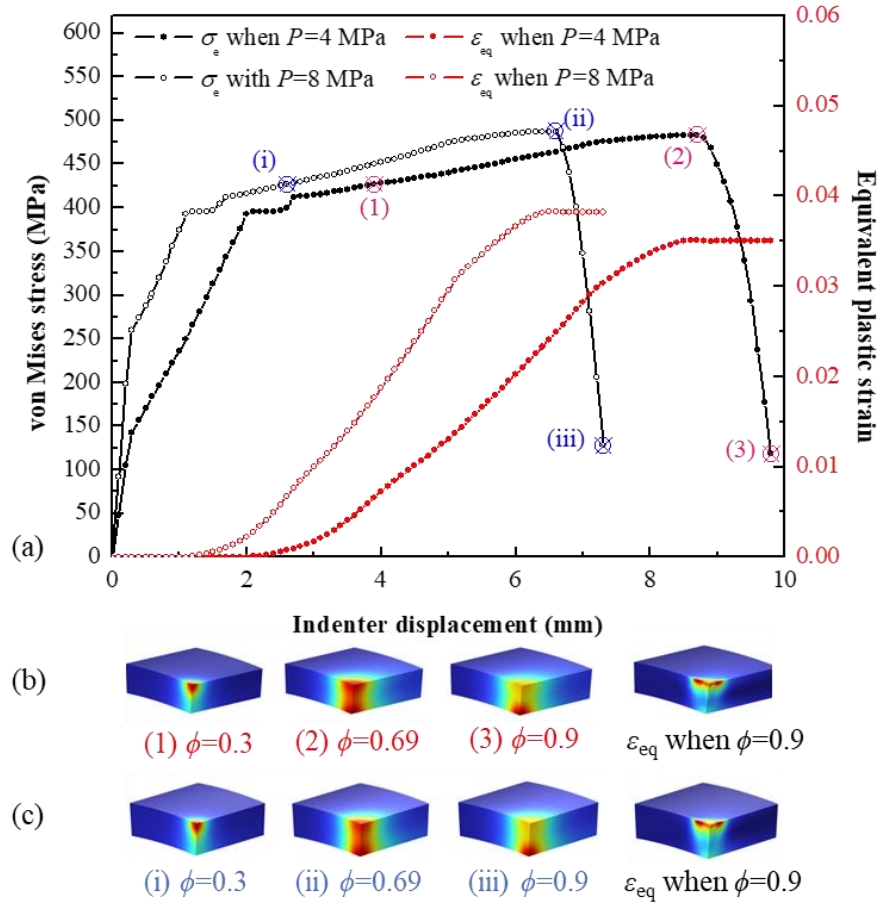 600
550
500
450
400
350
300
250
200
150
100
50
0
von Mises stress (MPa)
σe when P=4 MPa
εeq when P=4 MPa
σe with P=8 MPa
εeq when P=8 MPa
(i)
(ii)
(1)
(2)
(iii)
(3)
0.06
0.05
0.04
0.03
0.02
0.01
0.00
Equivalent plastic strain
(a)
0 2 4 6 8 10
Indenter displacement (mm)
(b)
(1) ϕ=0.3 (2) ϕ=0.69 (3) ϕ=0.9 εeq when ϕ=0.9
(c)
(i) ϕ=0.3 (ii) ϕ=0.69 (iii) ϕ=0.9 εeq when ϕ=0.9